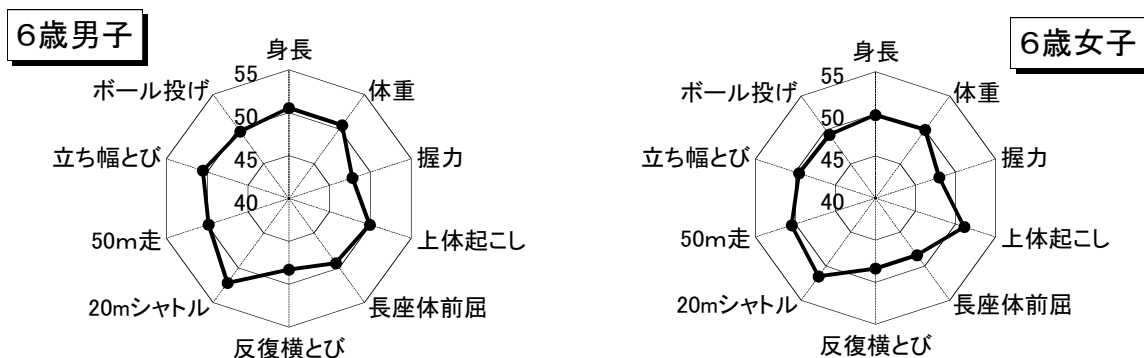 6歳男子
身長
体重
握力
上体起こし
長座体前屈
反復横とび
20mシャトル
50m走
立ち幅とび
ボール投げ
55
50
45
40
6歳女子
身長
体重
握力
上体起こし
長座体前屈
反復横とび
20mシャトル
50m走
立ち幅とび
ボール投げ
55
50
45
40